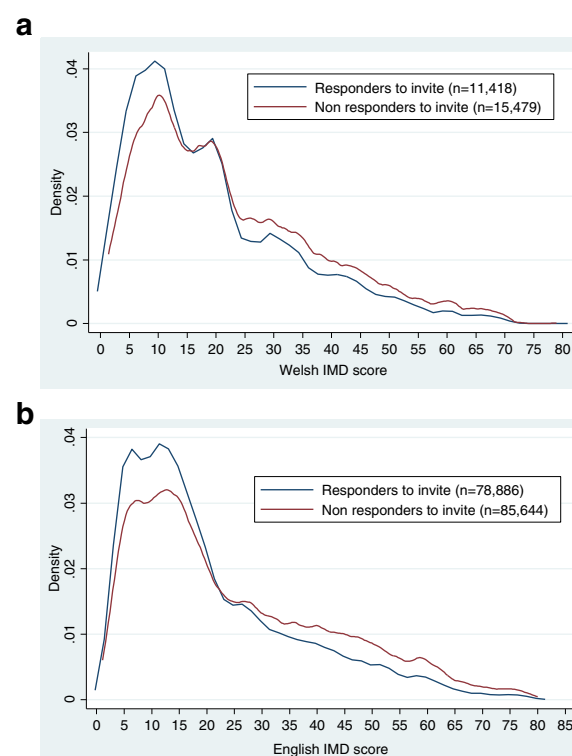 a
.04
.03
.02
.01
0
Density
Responders to invite (n=11,418)
Non responders to invite (n=15,479)
0 5 10 15 20 25 30 35 40 45 50 55 60 65 70 75 80
Welsh IMD score
b
.04
.03
.02
.01
0
Density
Responders to invite (n=78,886)
Non responders to invite (n=85,644)
0 5 10 15 20 25 30 35 40 45 50 55 60 65 70 75 80 85
English IMD score